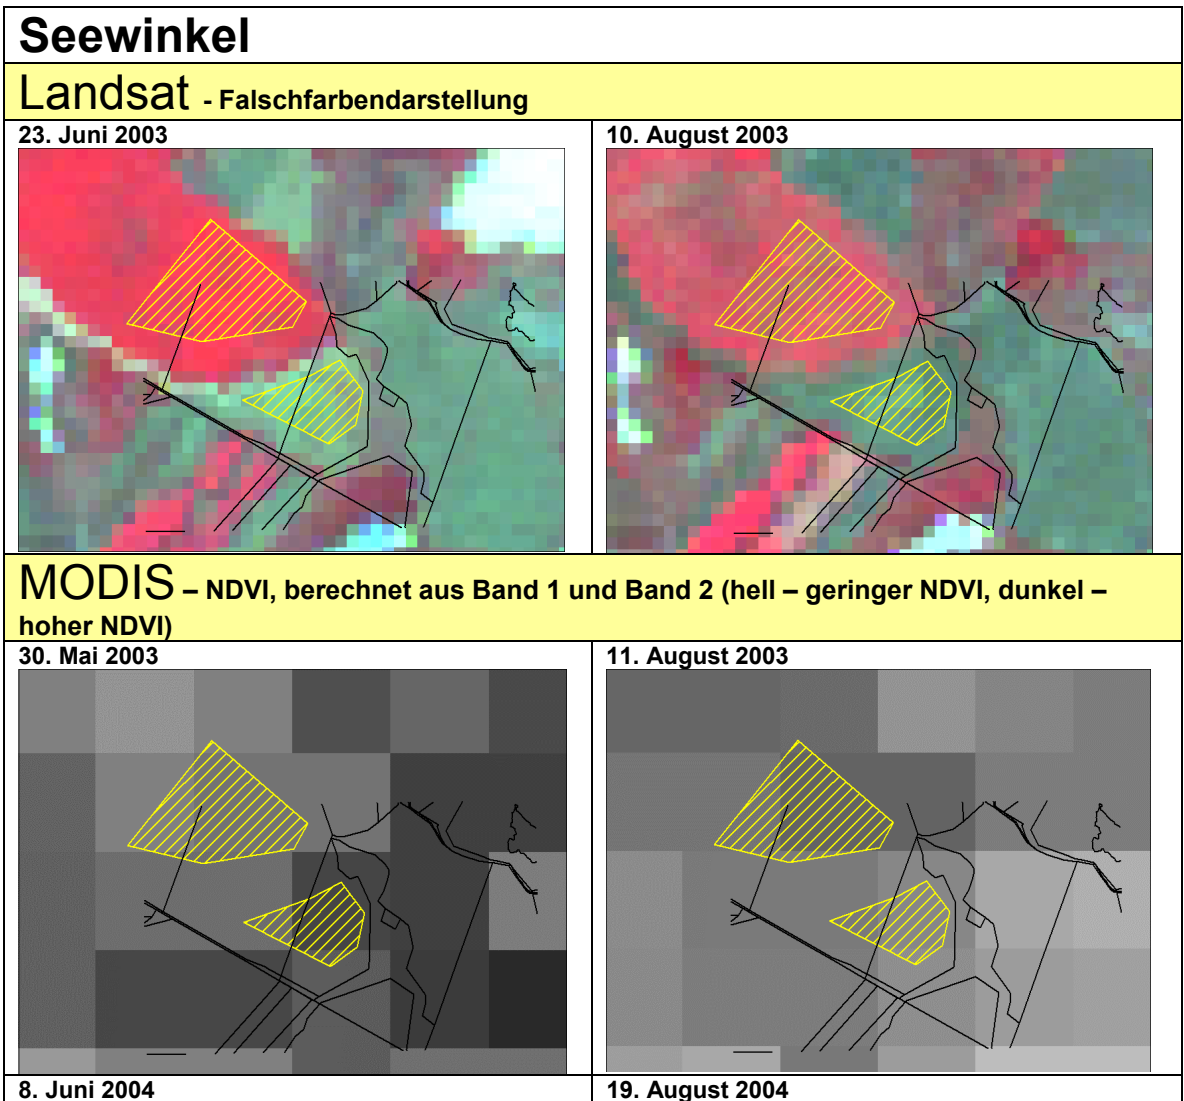 Seewinkel
Landsat - Falschfarbendarstellung
23. Juni 2003
10. August 2003
MODIS – NDVI, berechnet aus Band 1 und Band 2 (hell – geringer NDVI, dunkel –
hoher NDVI)
30. Mai 2003
11. August 2003
8. Juni 2004
19. August 2004